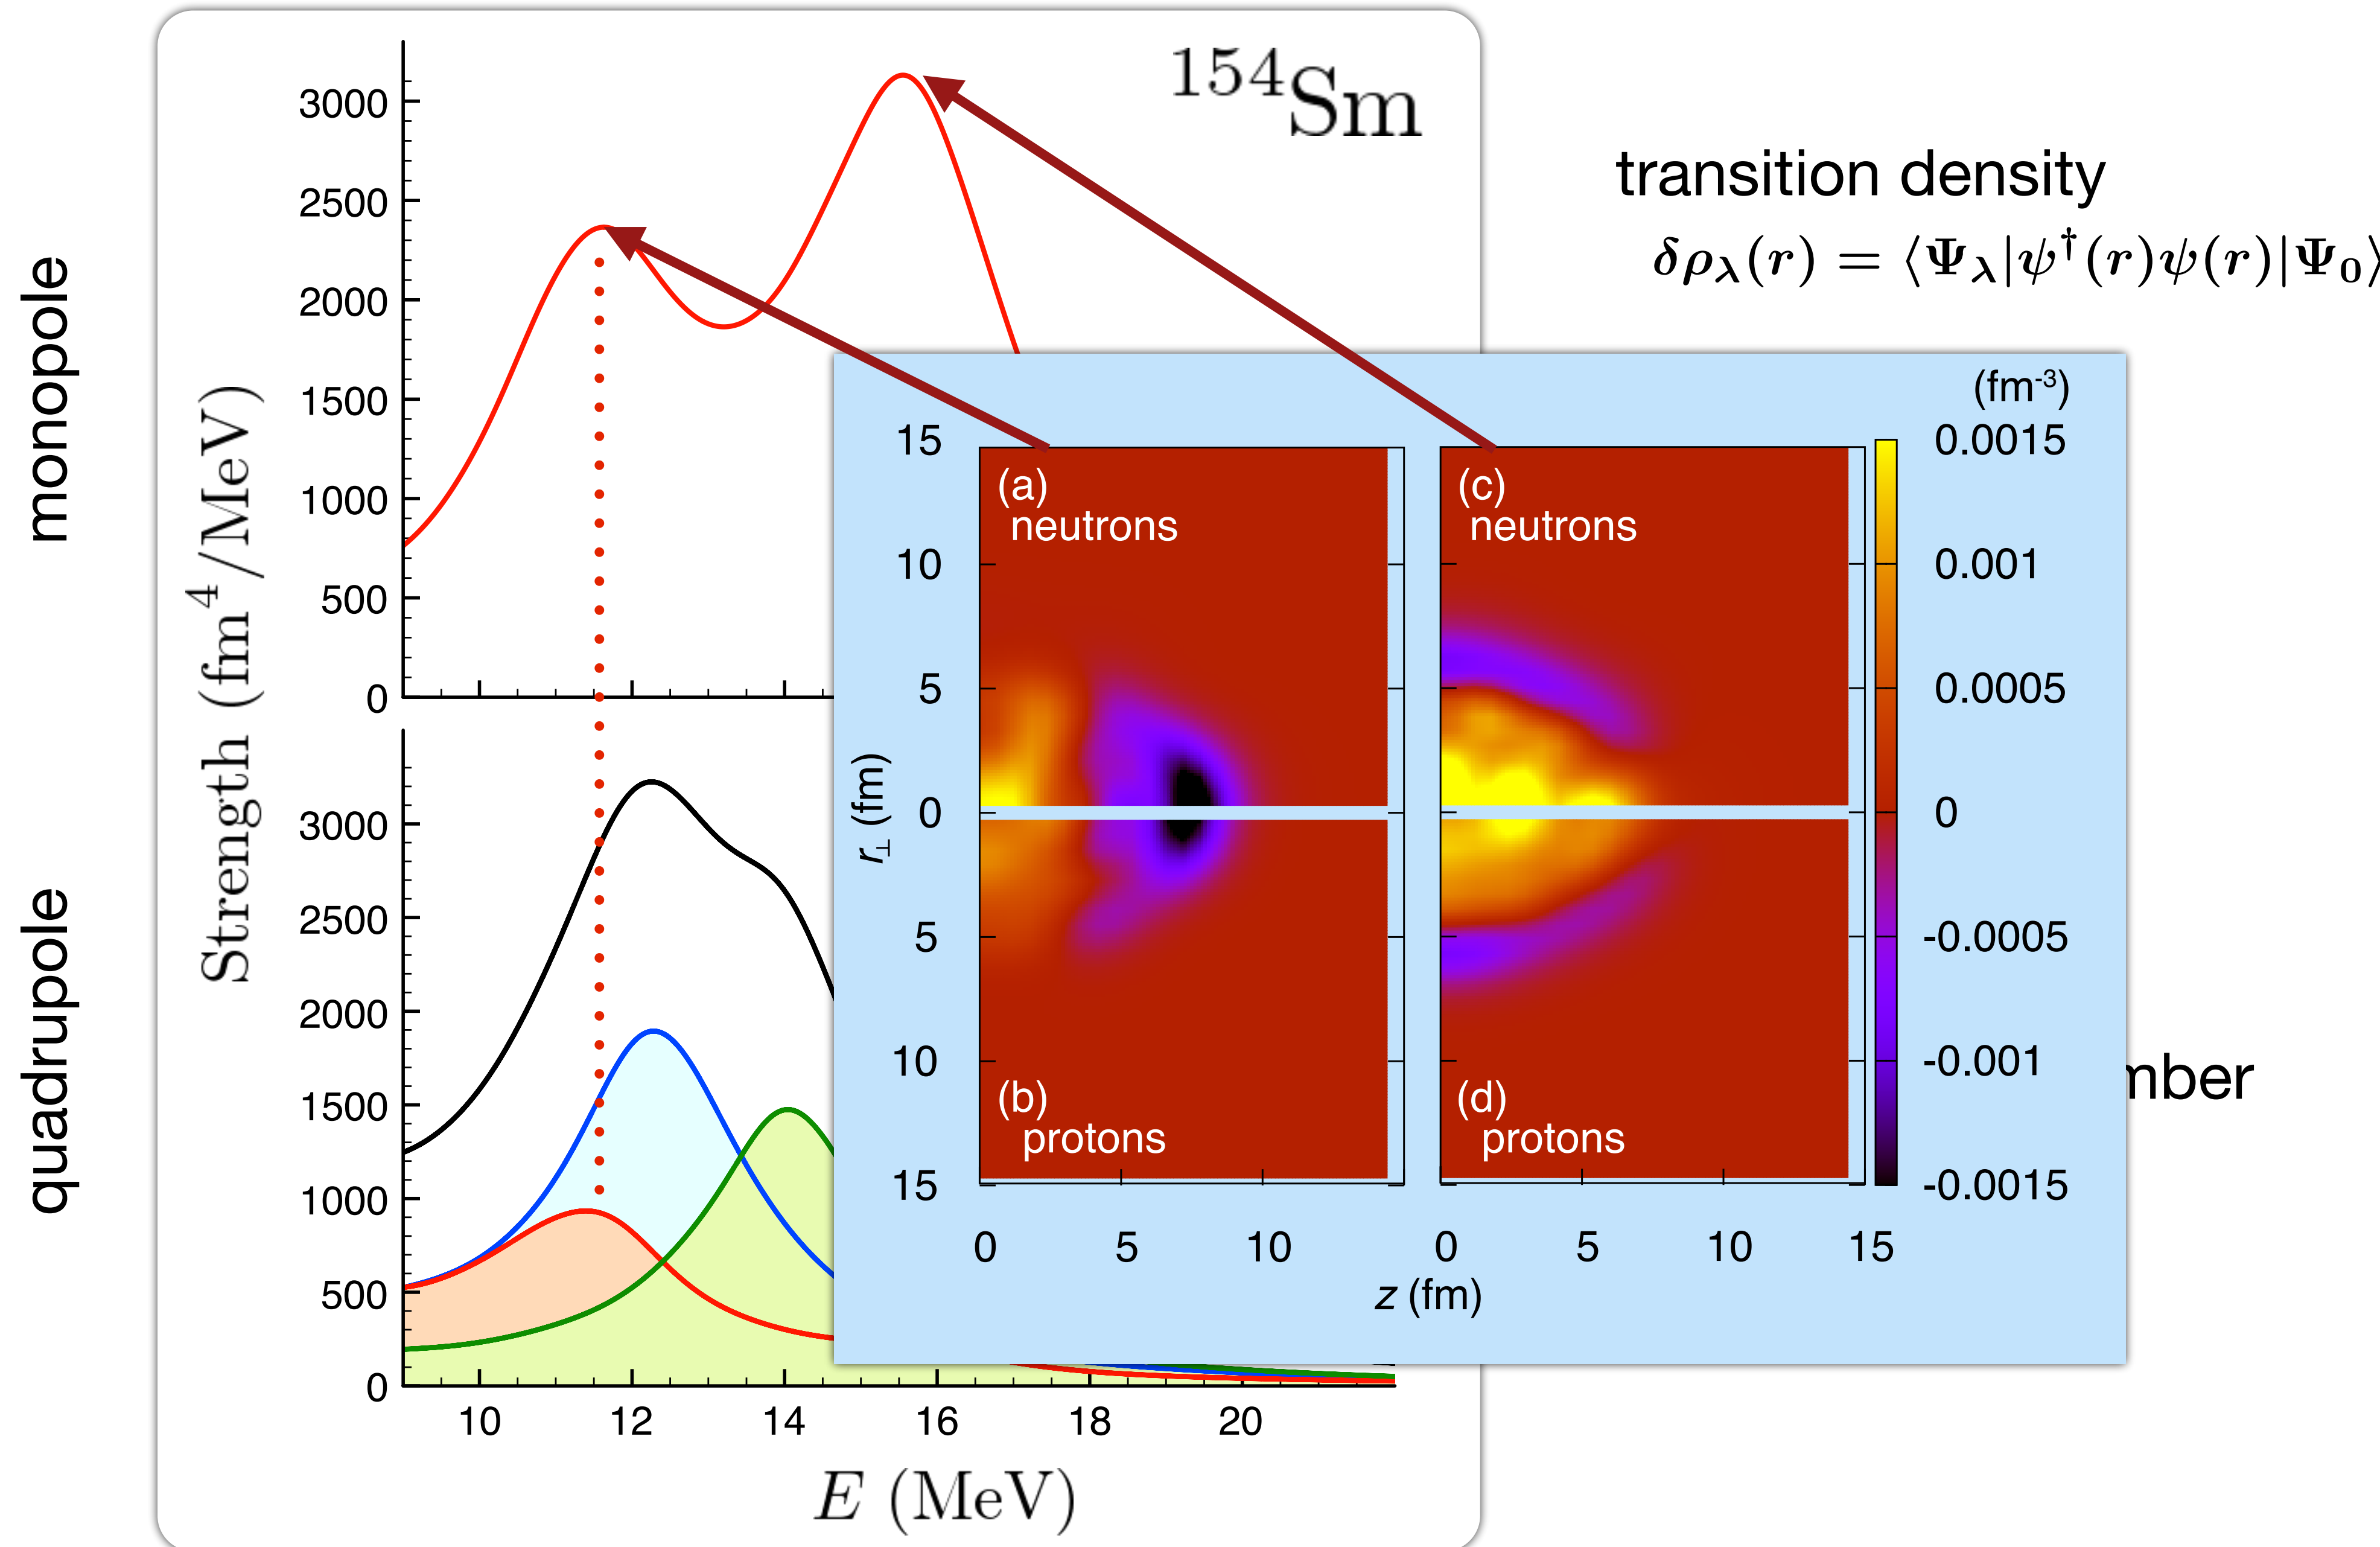 monopole
quadrupole
Strength (fm⁴/MeV)
¹⁵⁴Sm
3000
2500
2000
1500
1000
500
0
3000
2500
2000
1500
1000
500
0
10
12
14
16
18
20
E (MeV)
transition density
δρ_λ(r) = ⟨Ψ_λ|ψ†(r)ψ(r)|Ψ₀⟩
(fm⁻³)
15
10
5
0
5
10
15
r⊥ (fm)
(a)
neutrons
(c)
neutrons
(b)
protons
(d)
protons
0
5
10
0
5
10
15
z (fm)
0.0015
0.001
0.0005
0
-0.0005
-0.001
-0.0015